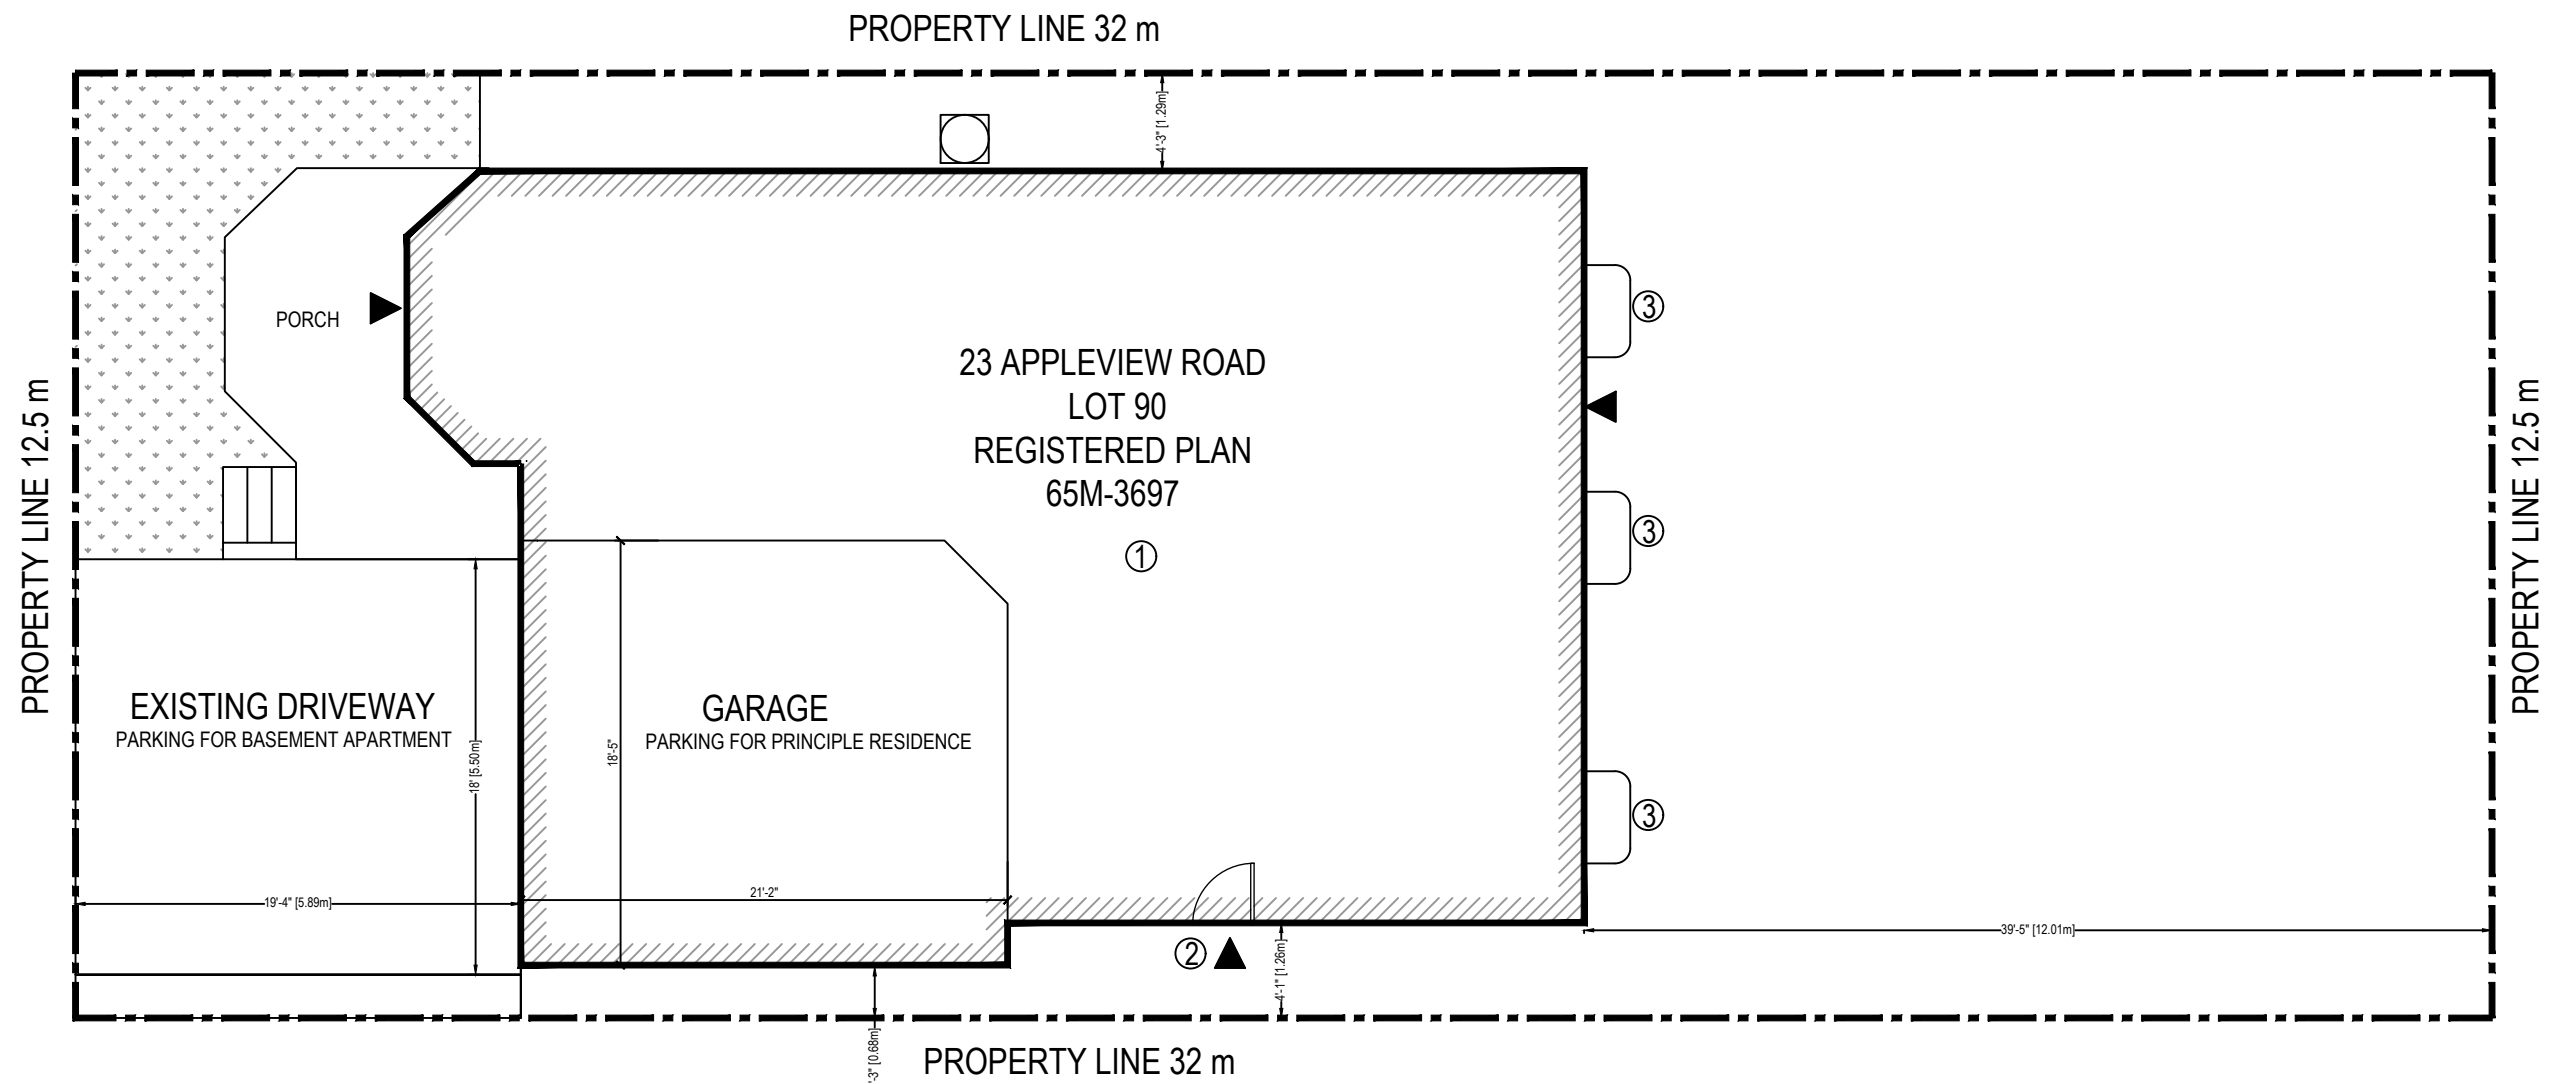 PROPERTY LINE 32 m
4'-3" [1.29m]
PORCH
3
23 APPLEVIEW ROAD
LOT 90
REGISTERED PLAN
65M-3697
1
3
PROPERTY LINE 12.5 m
PROPERTY LINE 12.5 m
EXISTING DRIVEWAY
PARKING FOR BASEMENT APARTMENT
18' [5.50m]
18'-5"
GARAGE
PARKING FOR PRINCIPLE RESIDENCE
3
19'-4" [5.89m]
21'-2"
39'-5" [12.01m]
2
4'-1" [1.26m]
'-3" [0.68m]
PROPERTY LINE 32 m